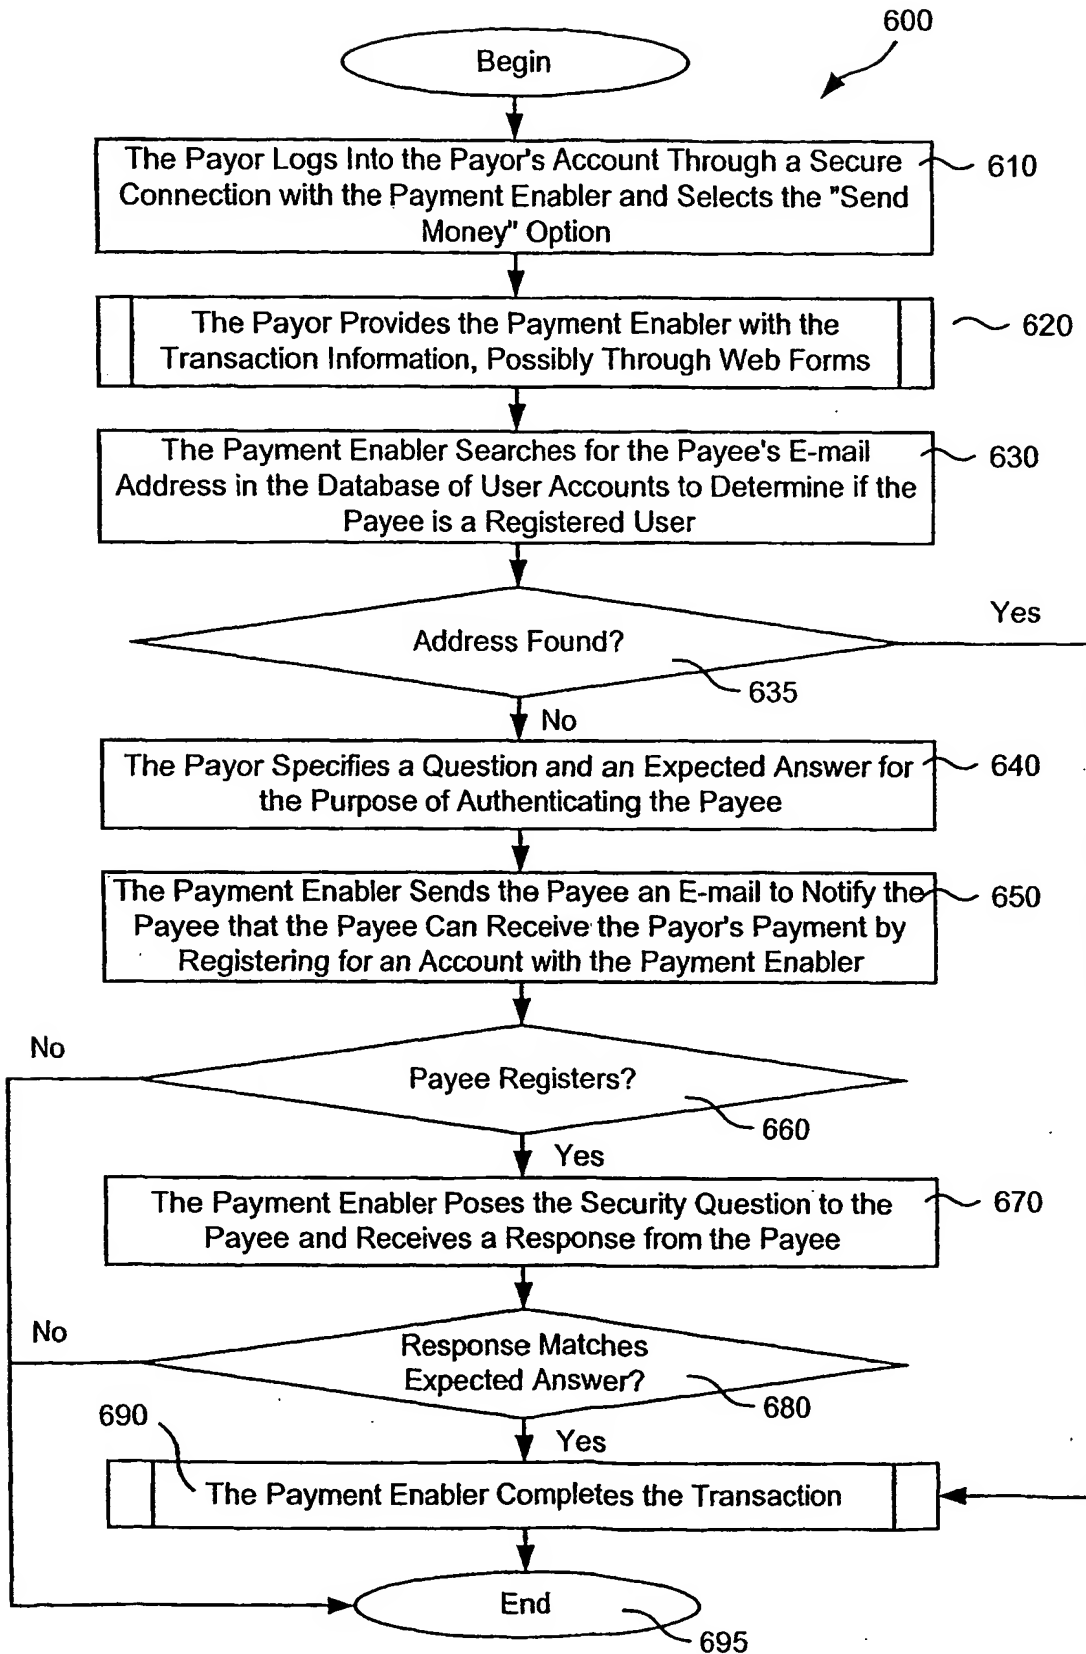 600
Begin
The Payor Logs Into the Payor's Account Through a Secure
Connection with the Payment Enabler and Selects the "Send
Money" Option
610
The Payor Provides the Payment Enabler with the
Transaction Information, Possibly Through Web Forms
620
The Payment Enabler Searches for the Payee's E-mail
Address in the Database of User Accounts to Determine if the
Payee is a Registered User
630
Address Found?
635
Yes
No
The Payor Specifies a Question and an Expected Answer for
the Purpose of Authenticating the Payee
640
The Payment Enabler Sends the Payee an E-mail to Notify the
Payee that the Payee Can Receive the Payor's Payment by
Registering for an Account with the Payment Enabler
650
No
Payee Registers?
660
Yes
The Payment Enabler Poses the Security Question to the
Payee and Receives a Response from the Payee
670
No
Response Matches
Expected Answer?
680
690
Yes
The Payment Enabler Completes the Transaction
End
695